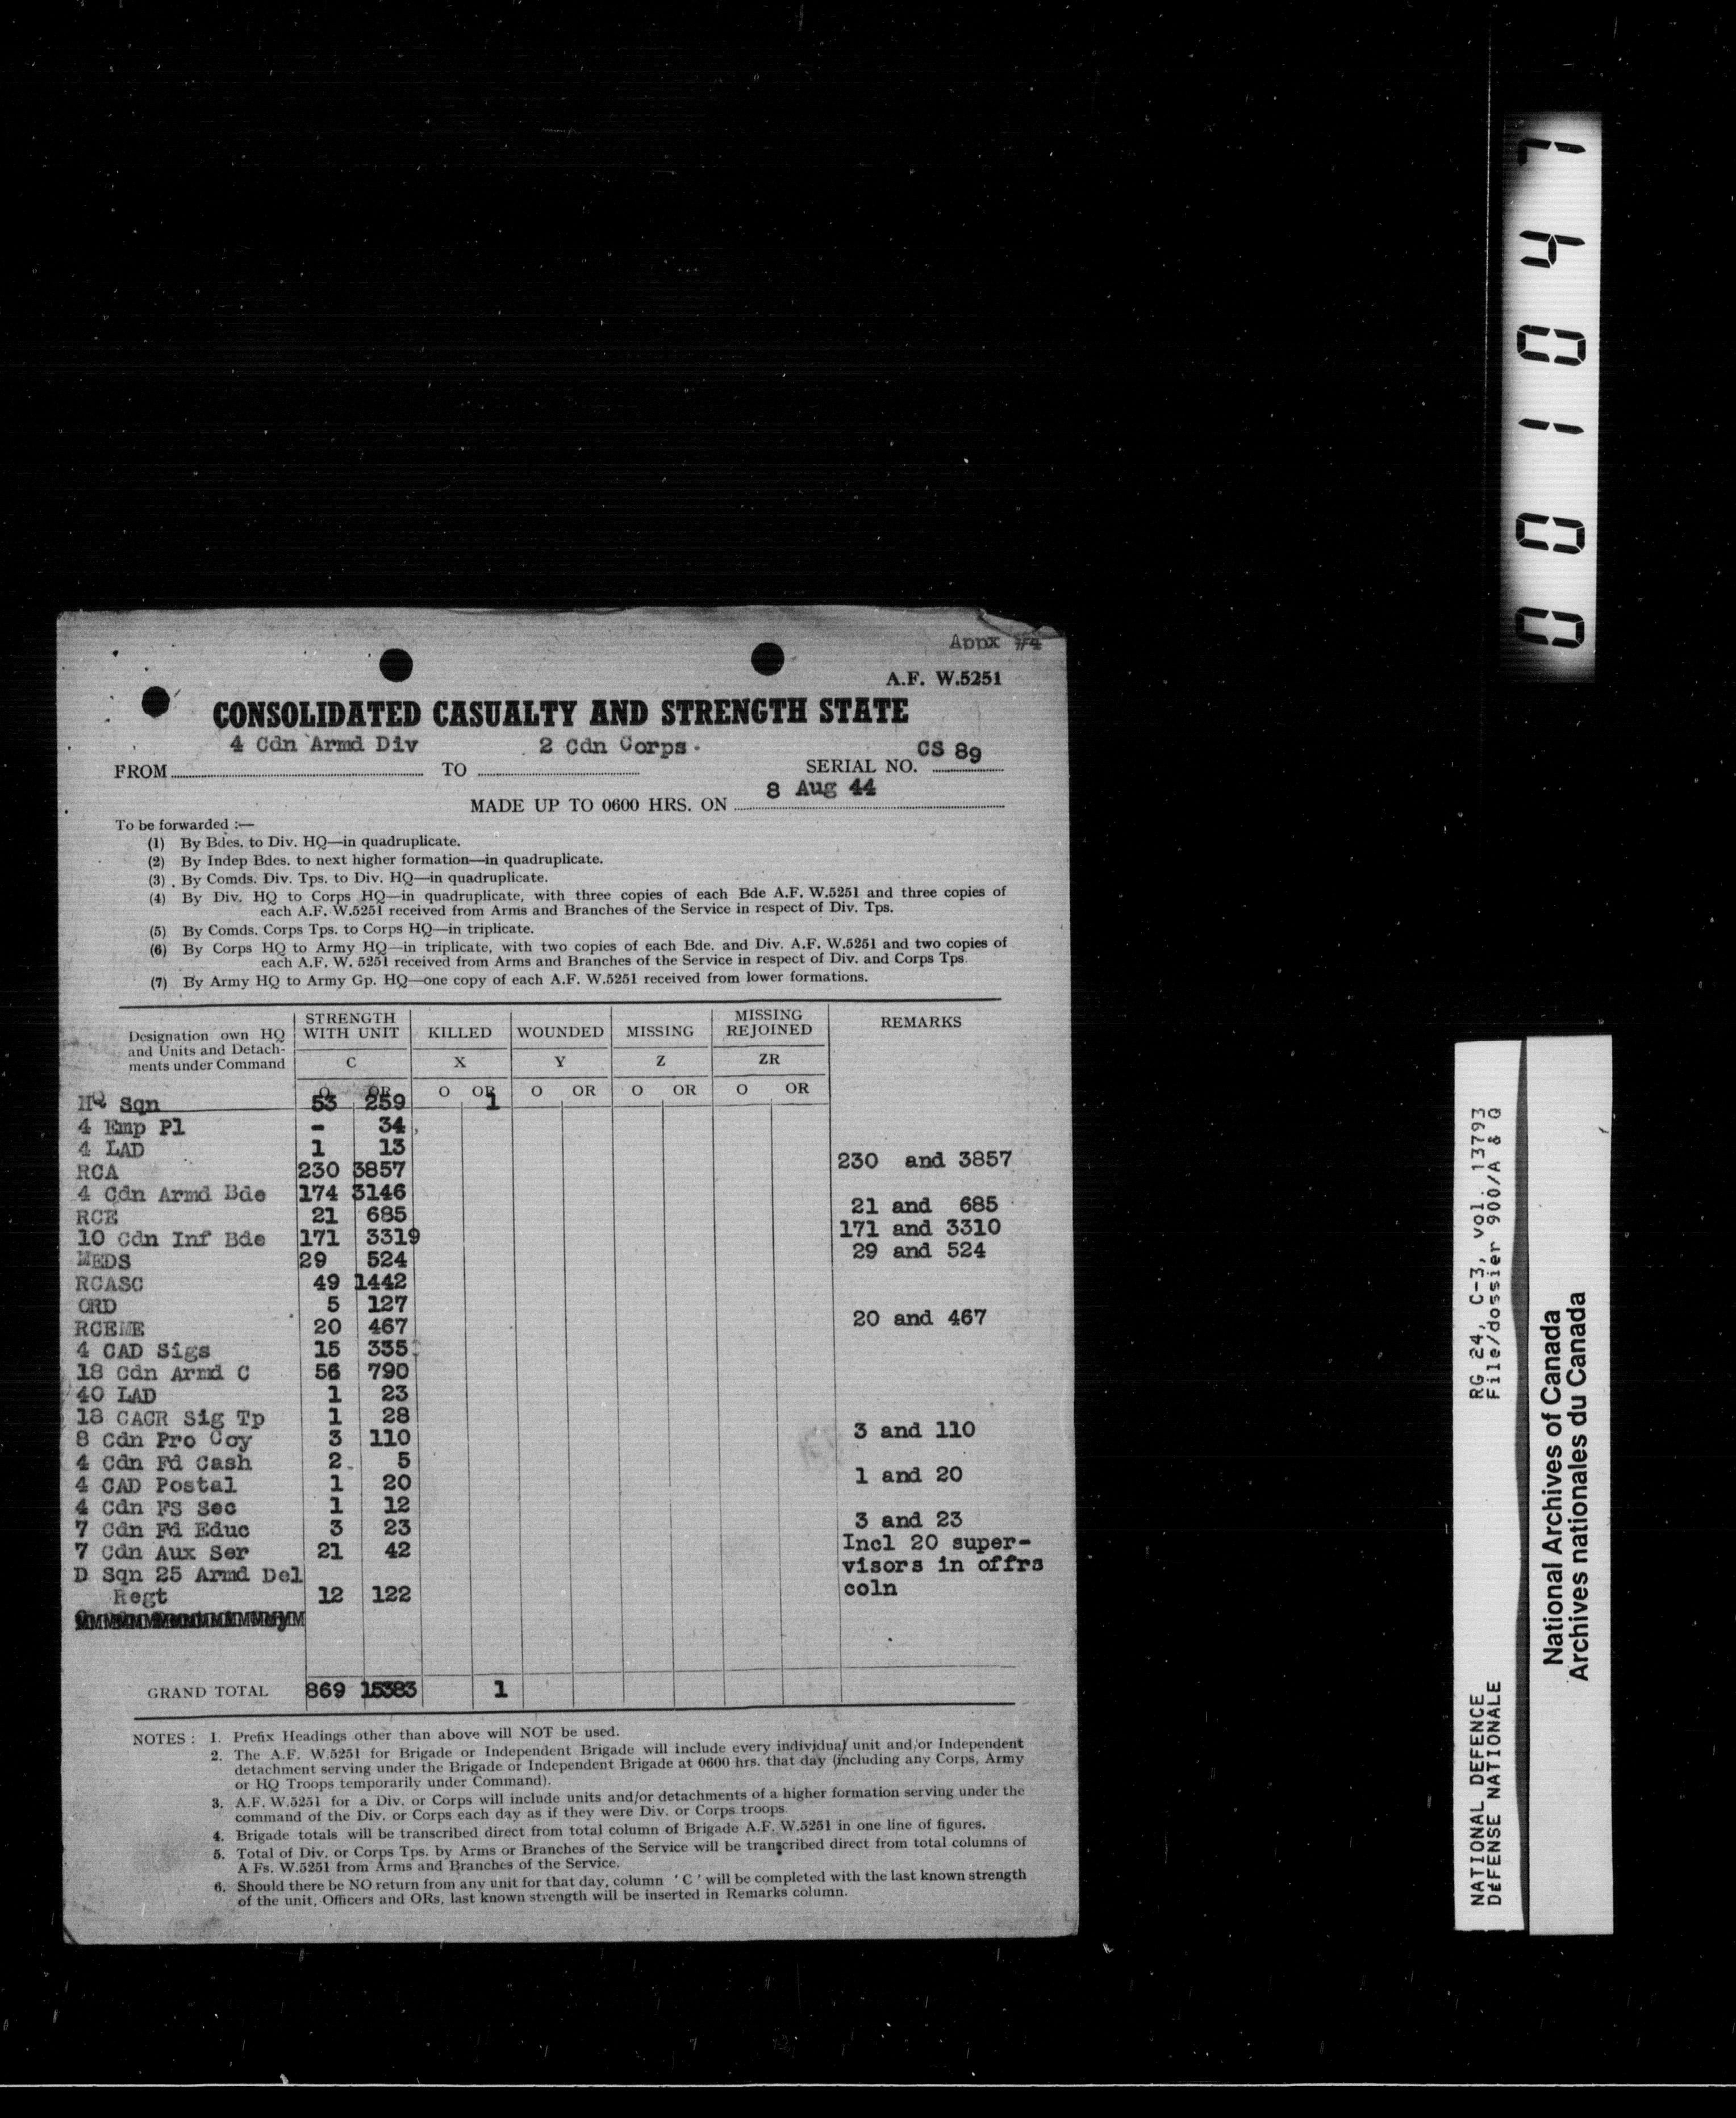 Appx #4
A.F. W.5251
CONSOLIDATED CASUALTY AND STRENGTH STATE
FROM 4 Cdn Armd Div TO 2 Cdn Corps. SERIAL NO. CS 89
MADE UP TO 0600 HRS. ON 8 Aug 44
To be forwarded :—
(1) By Bdes. to Div. HQ—in quadruplicate.
(2) By Indep Bdes. to next higher formation—in quadruplicate.
(3) By Comds. Div. Tps. to Div. HQ—in quadruplicate.
(4) By Div. HQ to Corps HQ—in quadruplicate, with three copies of each Bde A.F. W.5251 and three copies of
each A.F. W.5251 received from Arms and Branches of the Service in respect of Div. Tps.
(5) By Comds. Corps Tps. to Corps HQ—in triplicate.
(6) By Corps HQ to Army HQ—in triplicate, with two copies of each Bde. and Div. A.F. W.5251 and two copies of
each A.F. W. 5251 received from Arms and Branches of the Service in respect of Div. and Corps Tps.
(7) By Army HQ to Army Gp. HQ—one copy of each A.F. W.5251 received from lower formations.
Designation own HQ and Units and Detach- ments under Command
STRENGTH WITH UNIT KILLED WOUNDED MISSING MISSING REJOINED REMARKS
C X Y Z ZR
O OR O OR O OR O OR O OR
HQ Sqn 53 259 1
4 Emp Pl - 34
4 LAD 1 13
RCA 230 3857 230 and 3857
4 Cdn Armd Bde 174 3146
RCE 21 685 21 and 685
10 Cdn Inf Bde 171 3319 171 and 3310
MEDS 29 524 29 and 524
RCASC 49 1442
ORD 5 127
RCEME 20 467 20 and 467
4 CAD Sigs 15 335
18 Cdn Armd C 56 790
40 LAD 1 23
18 CACR Sig Tp 1 28
8 Cdn Pro Coy 3 110 3 and 110
4 Cdn Fd Cash 2 5
4 CAD Postal 1 20 1 and 20
4 Cdn FS Sec 1 12
7 Cdn Fd Educ 3 23 3 and 23
7 Cdn Aux Ser 21 42 Incl 20 super-
D Sqn 25 Armd Del visors in offrs
Regt 12 122 coln
GRAND TOTAL 869 15383 1
NOTES : 1. Prefix Headings other than above will NOT be used.
2. The A.F. W.5251 for Brigade or Independent Brigade will include every individual unit and/or Independent
detachment serving under the Brigade or Independent Brigade at 0600 hrs. that day (including any Corps, Army
or HQ Troops temporarily under Command).
3. A.F. W.5251 for a Div. or Corps will include units and/or detachments of a higher formation serving under the
command of the Div. or Corps each day as if they were Div. or Corps troops.
4. Brigade totals will be transcribed direct from total column of Brigade A.F. W.5251 in one line of figures.
5. Total of Div. or Corps Tps. by Arms or Branches of the Service will be transcribed direct from total columns of
A Fs. W.5251 from Arms and Branches of the Service.
6. Should there be NO return from any unit for that day, column ' C ' will be completed with the last known strength
of the unit, Officers and ORs, last known strength will be inserted in Remarks column.
001047
RG 24, C-3, vol. 13793
File/dossier 900/A & Q
NATIONAL DEFENCE
DÉFENSE NATIONALE
National Archives of Canada
Archives nationales du Canada